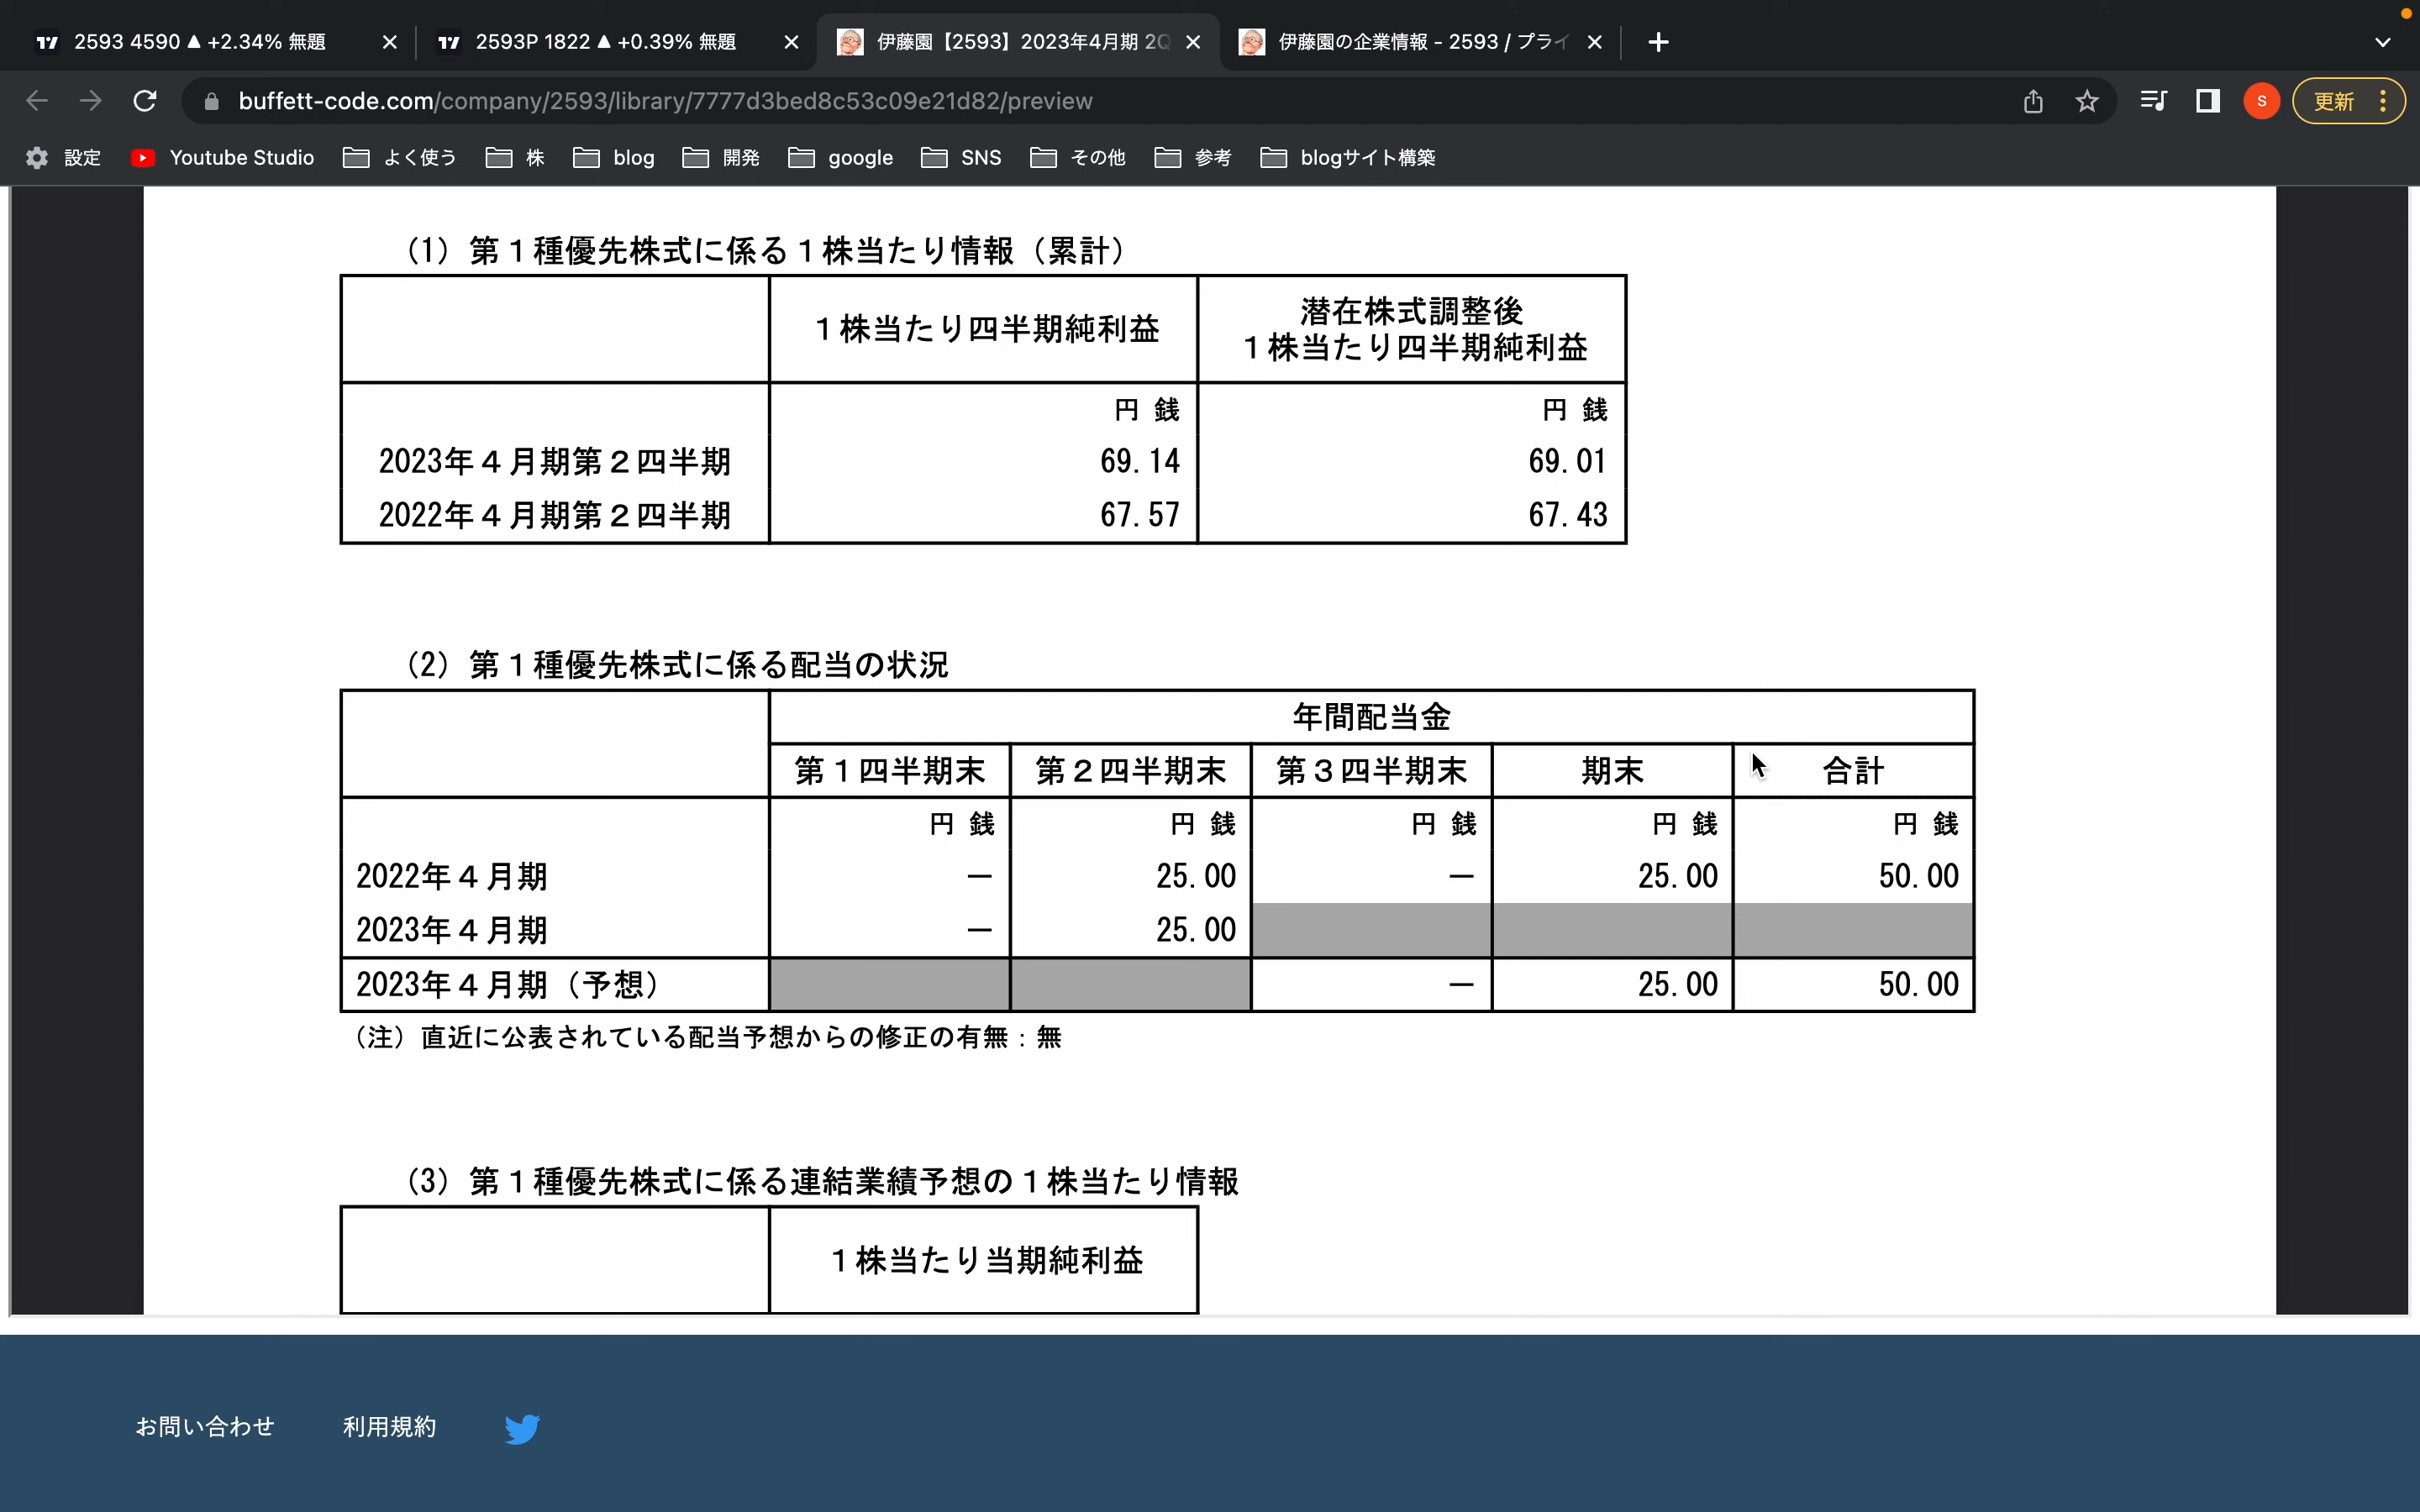 2593 4590 ▲ +2.34% 無題
2593P 1822 ▲ +0.39% 無題
伊藤園【2593】2023年4月期 2Q
伊藤園の企業情報 - 2593 / プライ
buffett-code.com/company/2593/library/7777d3bed8c53c09e21d82/preview
S
更新
設定 Youtube Studio よく使う 株 blog 開発 google SNS その他 参考 blogサイト構築
（1）第１種優先株式に係る１株当たり情報（累計）
１株当たり四半期純利益
潜在株式調整後
１株当たり四半期純利益
円 銭 円 銭
2023年４月期第２四半期 69.14 69.01
2022年４月期第２四半期 67.57 67.43
（2）第１種優先株式に係る配当の状況
年間配当金
第１四半期末 第２四半期末 第３四半期末 期末 合計
円 銭 円 銭 円 銭 円 銭 円 銭
2022年４月期 － 25.00 － 25.00 50.00
2023年４月期 － 25.00
2023年４月期（予想） － 25.00 50.00
（注）直近に公表されている配当予想からの修正の有無：無
（3）第１種優先株式に係る連結業績予想の１株当たり情報
１株当たり当期純利益
お問い合わせ 利用規約